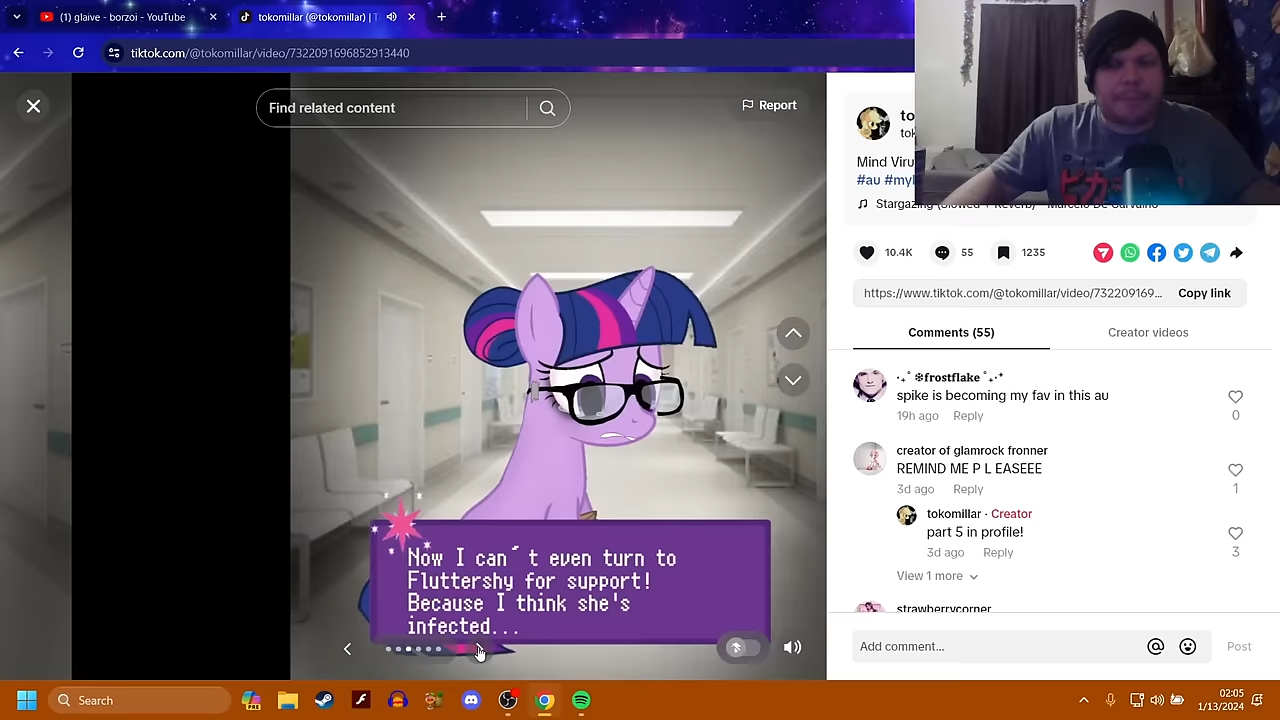 (1) glaive - borzoi - YouTube
tokomillar (@tokomillar) | T
tiktok.com/@tokomillar/video/7322091696852913440
Find related content
Report
to
tok
Mind Viru
#au #myl
Stargazing (Slowed + Reverb) - Marcelo De Carvalho
10.4K
55
1235
https://www.tiktok.com/@tokomillar/video/732209169...
Copy link
Comments (55)
Creator videos
·₊˚ ❄frostflake ˚₊·*
spike is becoming my fav in this au
19h ago Reply
0
creator of glamrock fronner
REMIND ME P L EASEEE
3d ago Reply
1
tokomillar · Creator
part 5 in profile!
3d ago Reply
3
View 1 more
strawberrycorner
Now I can´t even turn to
Fluttershy for support!
Because I think she's
infected...
Add comment...
Post
Search
02:05
1/13/2024